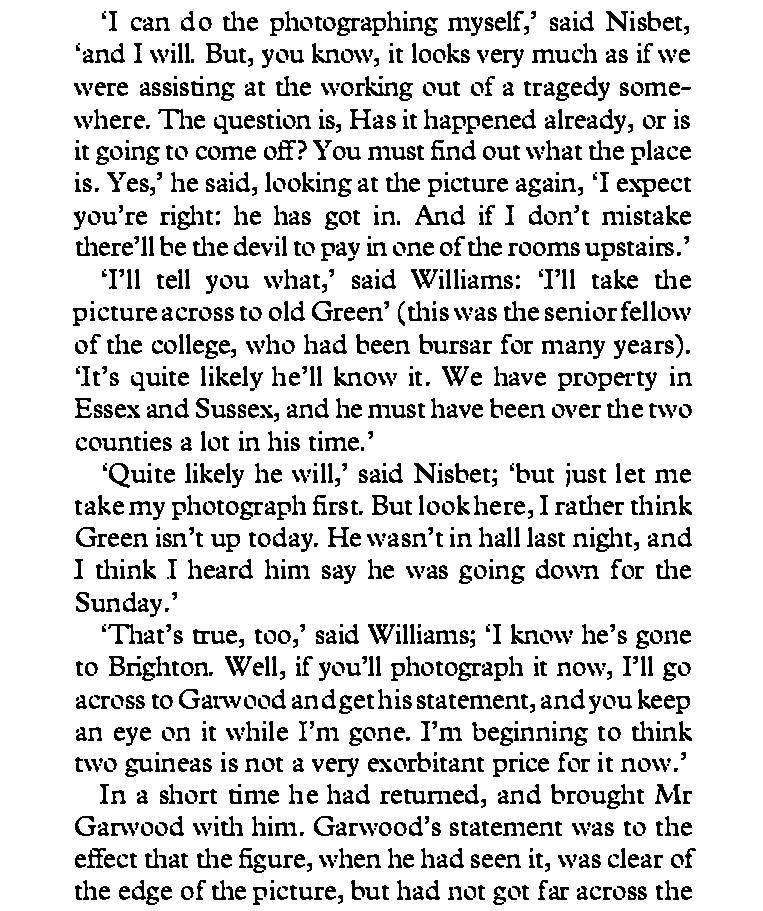 ‘I can do the photographing myself,’ said Nisbet,
‘and I will. But, you know, it looks very much as if we
were assisting at the working out of a tragedy some-
where. The question is, Has it happened already, or is
it going to come off? You must find out what the place
is. Yes,’ he said, looking at the picture again, ‘I expect
you’re right: he has got in. And if I don’t mistake
there’ll be the devil to pay in one of the rooms upstairs.’
‘I’ll tell you what,’ said Williams: ‘I’ll take the
picture across to old Green’ (this was the senior fellow
of the college, who had been bursar for many years).
‘It’s quite likely he’ll know it. We have property in
Essex and Sussex, and he must have been over the two
counties a lot in his time.’
‘Quite likely he will,’ said Nisbet; ‘but just let me
take my photograph first. But look here, I rather think
Green isn’t up today. He wasn’t in hall last night, and
I think I heard him say he was going down for the
Sunday.’
‘That’s true, too,’ said Williams; ‘I know he’s gone
to Brighton. Well, if you’ll photograph it now, I’ll go
across to Garwood and get his statement, and you keep
an eye on it while I’m gone. I’m beginning to think
two guineas is not a very exorbitant price for it now.’
In a short time he had returned, and brought Mr
Garwood with him. Garwood’s statement was to the
effect that the figure, when he had seen it, was clear of
the edge of the picture, but had not got far across the